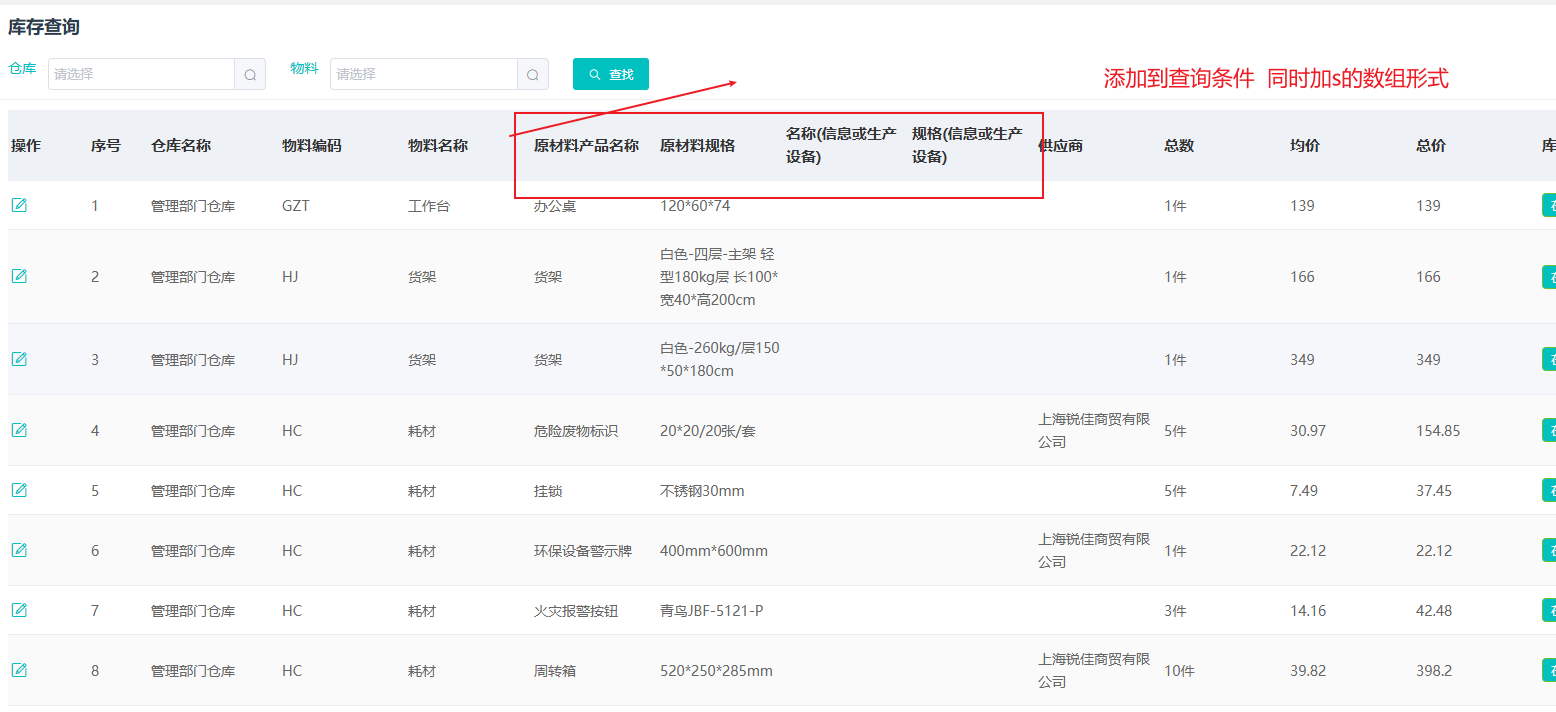 库存查询
仓库 请选择 物料 请选择 查找
添加到查询条件 同时加s的数组形式
操作 序号 仓库名称 物料编码 物料名称 原材料产品名称 原材料规格 名称(信息或生产设备) 规格(信息或生产设备) 供应商 总数 均价 总价 库
1 管理部门仓库 GZT 工作台 办公桌 120*60*74 1件 139 139
2 管理部门仓库 HJ 货架 货架 白色-四层-主架 轻型180kg层 长100*宽40*高200cm 1件 166 166
3 管理部门仓库 HJ 货架 货架 白色-260kg/层150*50*180cm 1件 349 349
4 管理部门仓库 HC 耗材 危险废物标识 20*20/20张/套 上海锐佳商贸有限公司 5件 30.97 154.85
5 管理部门仓库 HC 耗材 挂锁 不锈钢30mm 5件 7.49 37.45
6 管理部门仓库 HC 耗材 环保设备警示牌 400mm*600mm 上海锐佳商贸有限公司 1件 22.12 22.12
7 管理部门仓库 HC 耗材 火灾报警按钮 青鸟JBF-5121-P 3件 14.16 42.48
8 管理部门仓库 HC 耗材 周转箱 520*250*285mm 上海锐佳商贸有限公司 10件 39.82 398.2